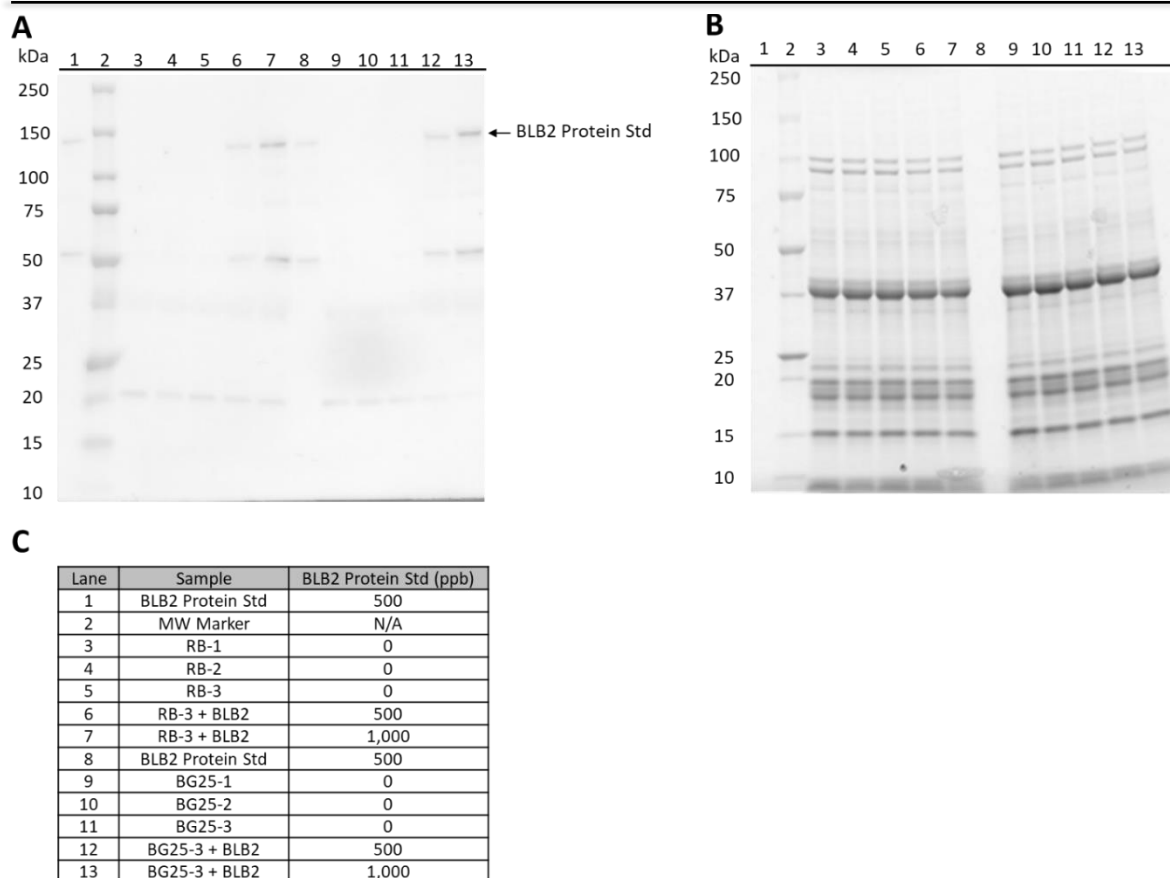 A
kDa
1 2 3 4 5 6 7 8 9 10 11 12 13
250
150
100
75
50
37
25
20
15
10
← BLB2 Protein Std
B
1 2 3 4 5 6 7 8 9 10 11 12 13
kDa
250
150
100
75
50
37
25
20
15
10
C
Lane Sample BLB2 Protein Std (ppb)
1 BLB2 Protein Std 500
2 MW Marker N/A
3 RB-1 0
4 RB-2 0
5 RB-3 0
6 RB-3 + BLB2 500
7 RB-3 + BLB2 1,000
8 BLB2 Protein Std 500
9 BG25-1 0
10 BG25-2 0
11 BG25-3 0
12 BG25-3 + BLB2 500
13 BG25-3 + BLB2 1,000